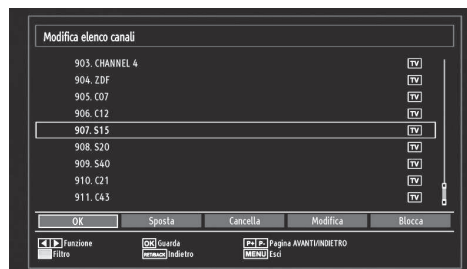 Modifica elenco canali
903. CHANNEL 4 TV
904. ZDF TV
905. C07 TV
906. C12 TV
907. S15 TV
908. S20 TV
909. S40 TV
910. C21 TV
911. C43 TV
OK Sposta Cancella Modifica Blocca
Funzione OK Guarda P+ P- Pagina AVANTI/INDIETRO
Filtro RET/BACK Indietro MENU Esci